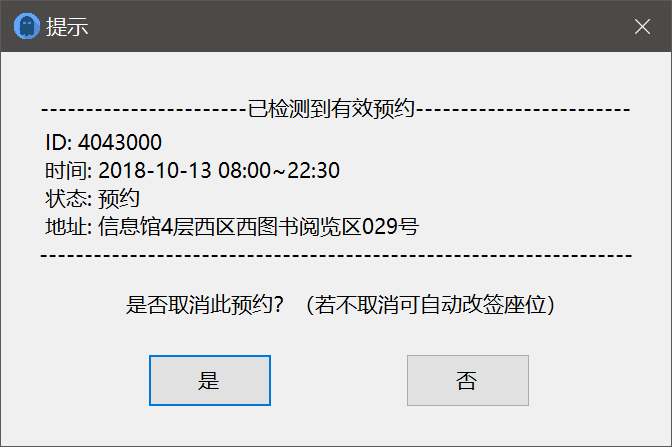 提示
-----------------------已检测到有效预约------------------------
ID: 4043000
时间: 2018-10-13 08:00~22:30
状态: 预约
地址: 信息馆4层西区西图书阅览区029号
------------------------------------------------------------------
是否取消此预约？（若不取消可自动改签座位）
是
否